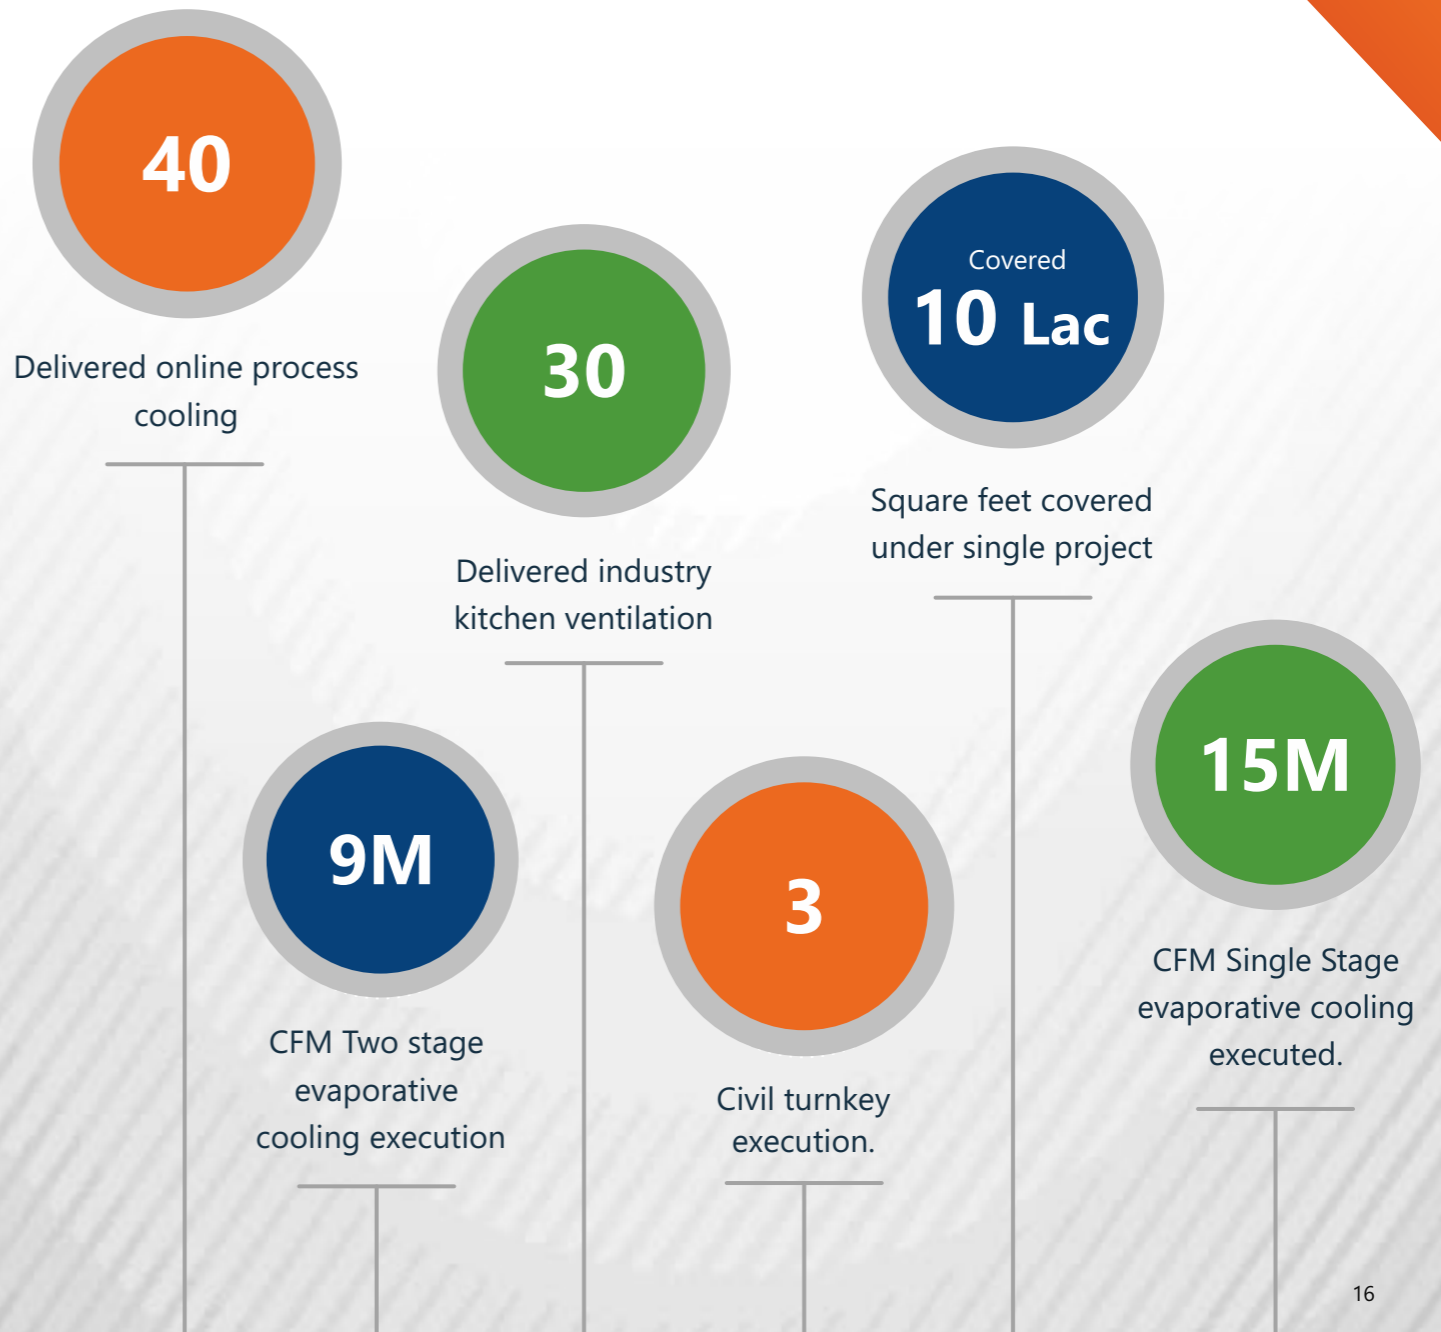 40
Delivered online process
cooling
30
Delivered industry
kitchen ventilation
Covered
10 Lac
Square feet covered
under single project
9M
CFM Two stage
evaporative
cooling execution
3
Civil turnkey
execution.
15M
CFM Single Stage
evaporative cooling
executed.
16